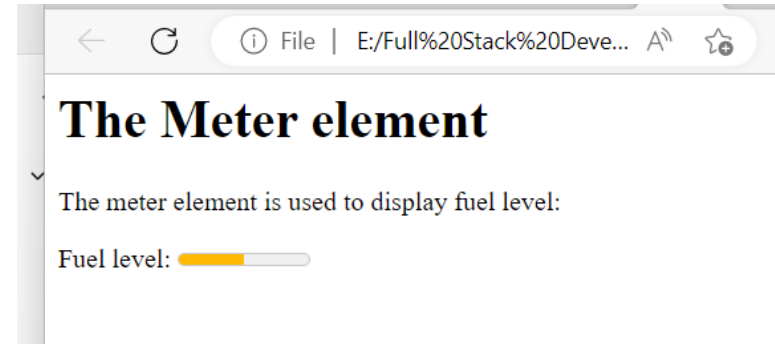 File | E:/Full%20Stack%20Deve...
The Meter element
The meter element is used to display fuel level:
Fuel level: